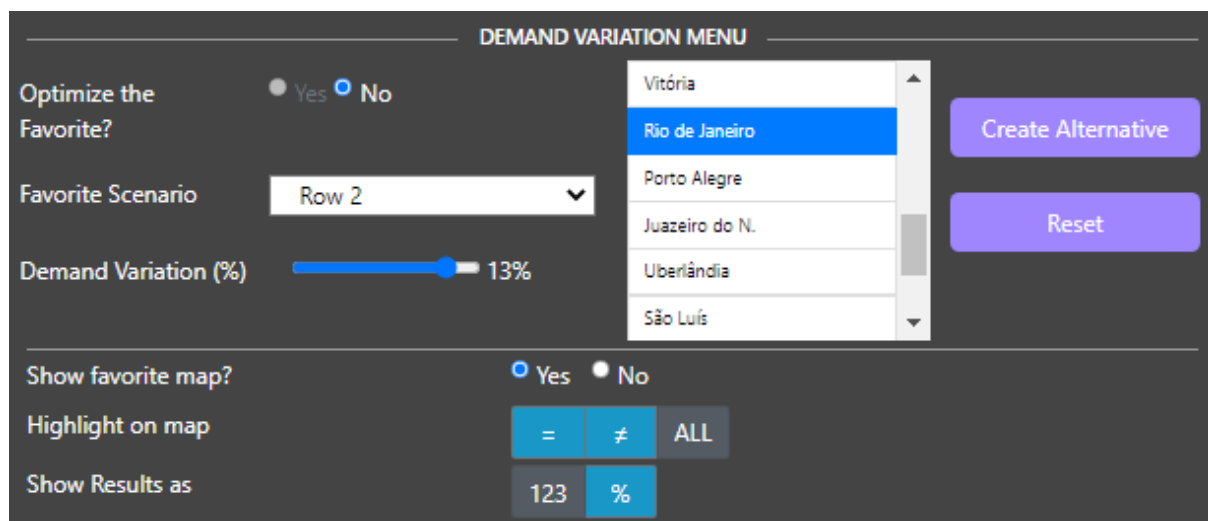 DEMAND VARIATION MENU
Optimize the
Favorite?
Yes No
Favorite Scenario
Row 2
Demand Variation (%)
13%
Vitória
Rio de Janeiro
Porto Alegre
Juazeiro do N.
Uberlândia
São Luís
Create Alternative
Reset
Show favorite map?
Yes No
Highlight on map
= ≠ ALL
Show Results as
123 %